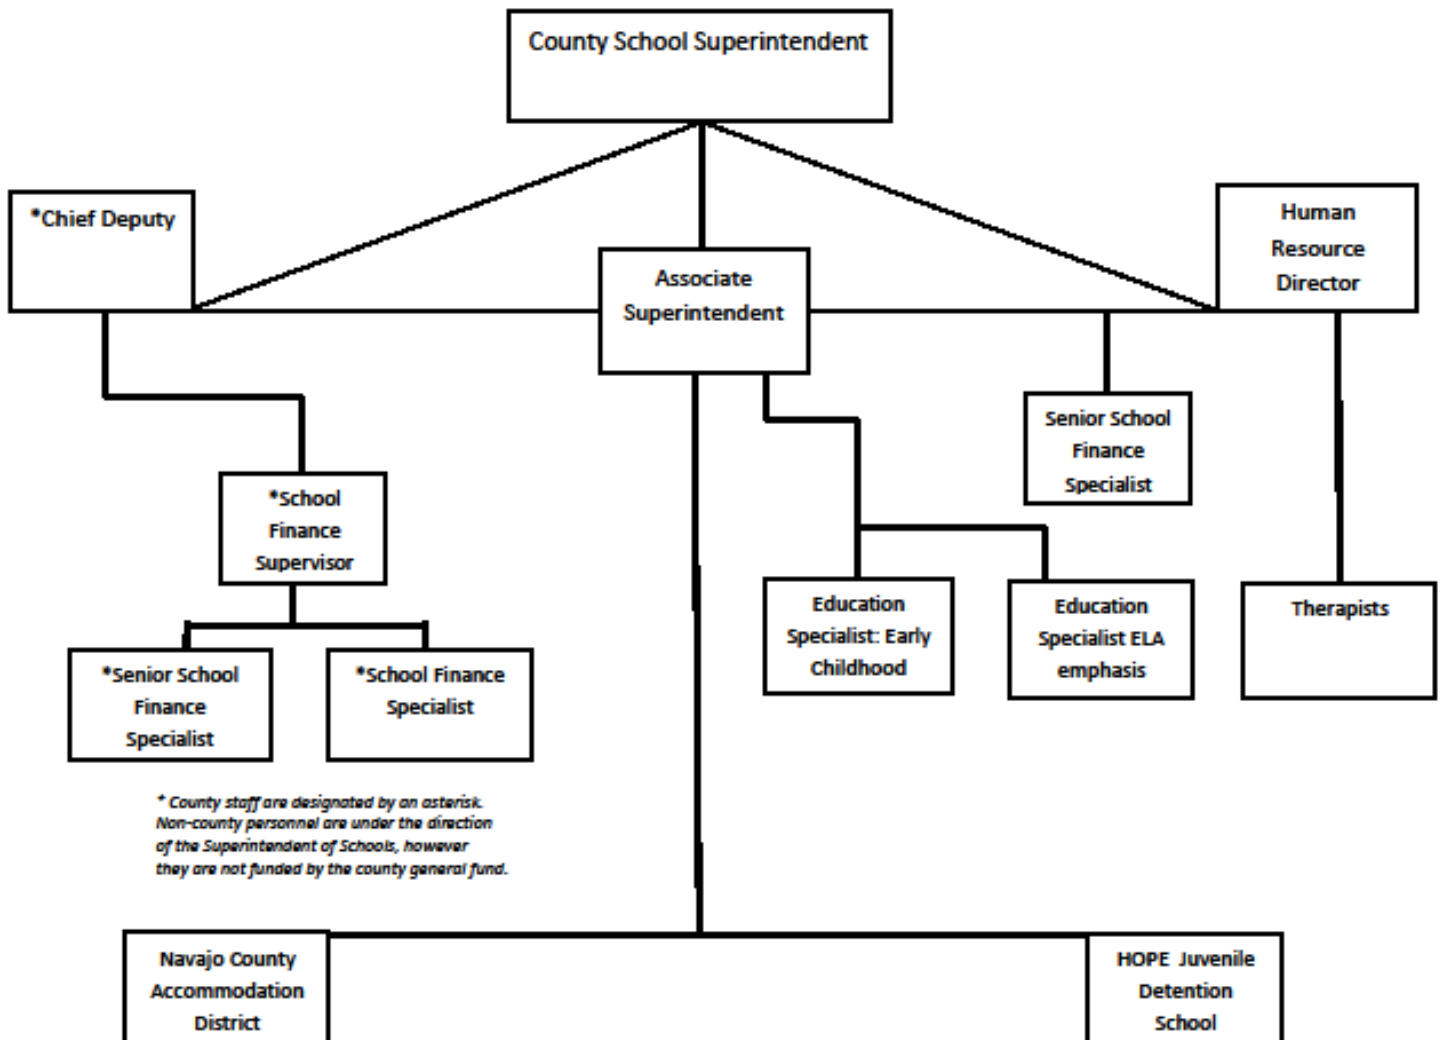 County School Superintendent
*Chief Deputy
Human
Resource
Director
Associate
Superintendent
Senior School
Finance
Specialist
*School
Finance
Supervisor
Education
Specialist: Early
Childhood
Education
Specialist ELA
emphasis
Therapists
*Senior School
Finance
Specialist
*School Finance
Specialist
* County staff are designated by an asterisk.
Non-county personnel are under the direction
of the Superintendent of Schools, however
they are not funded by the county general fund.
Navajo County
Accommodation
District
HOPE Juvenile
Detention
School